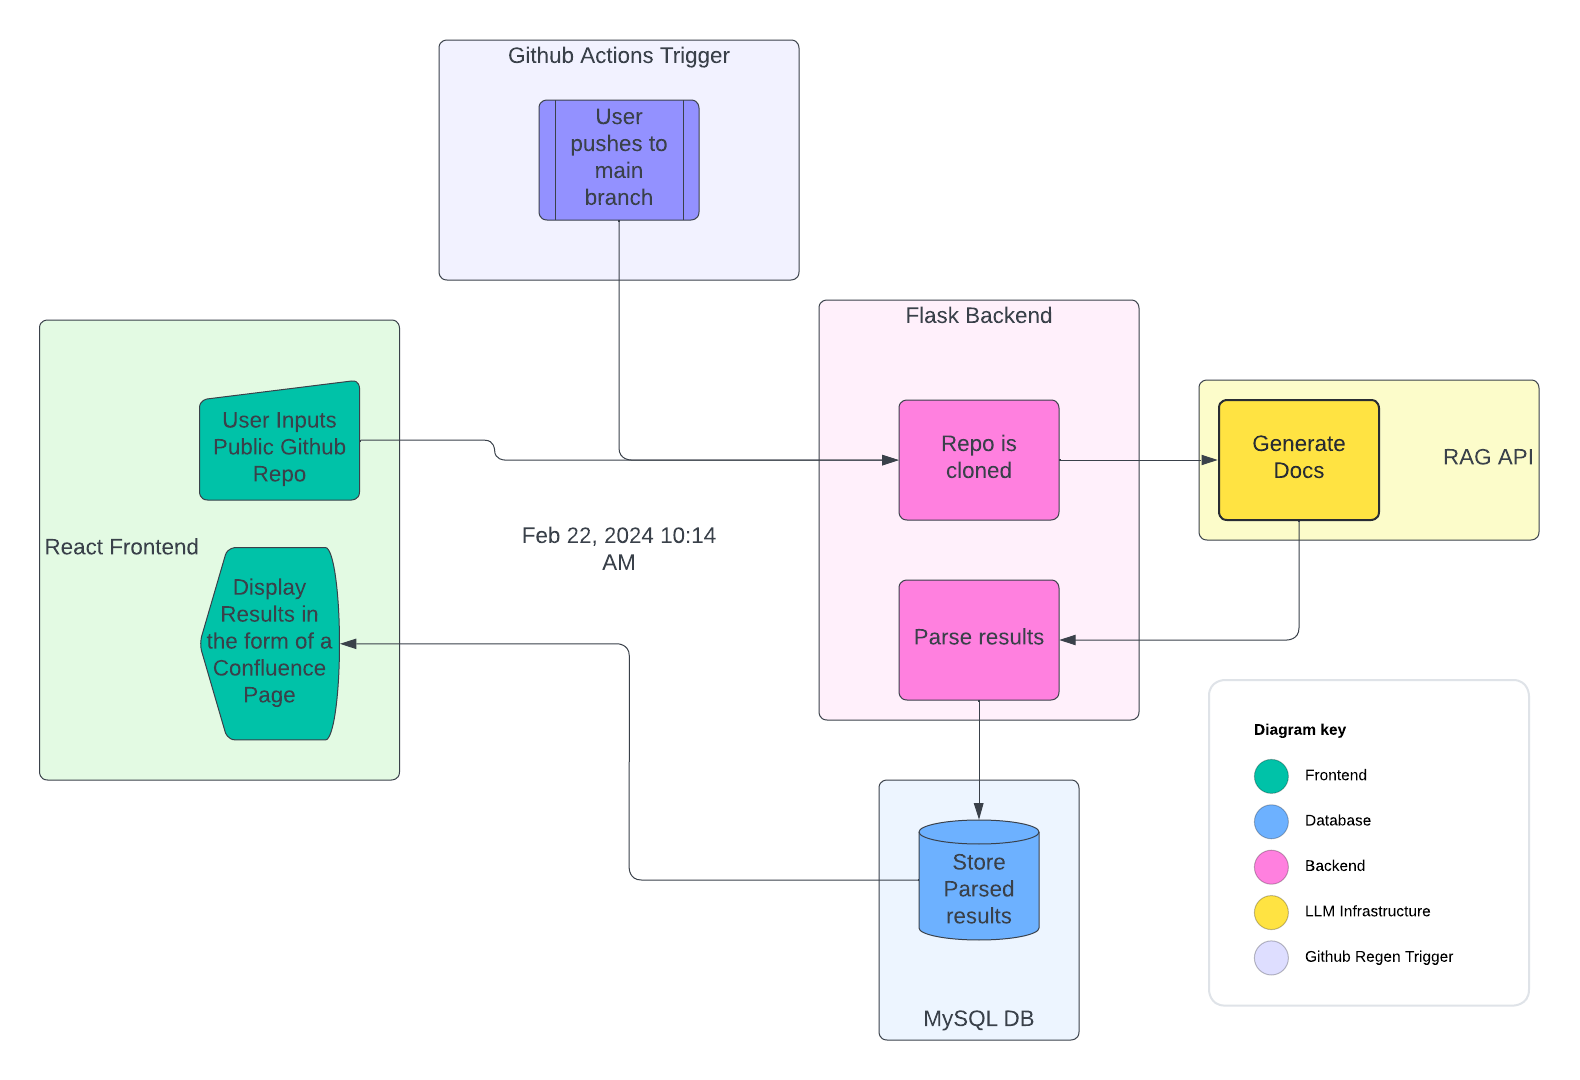 Github Actions Trigger
User
pushes to
main
branch
Flask Backend
User Inputs
Public Github
Repo
Repo is
cloned
Generate
Docs
RAG API
React Frontend
Feb 22, 2024 10:14
AM
Display
Results in
the form of a
Confluence
Page
Parse results
Store
Parsed
results
MySQL DB
Diagram key
Frontend
Database
Backend
LLM Infrastructure
Github Regen Trigger